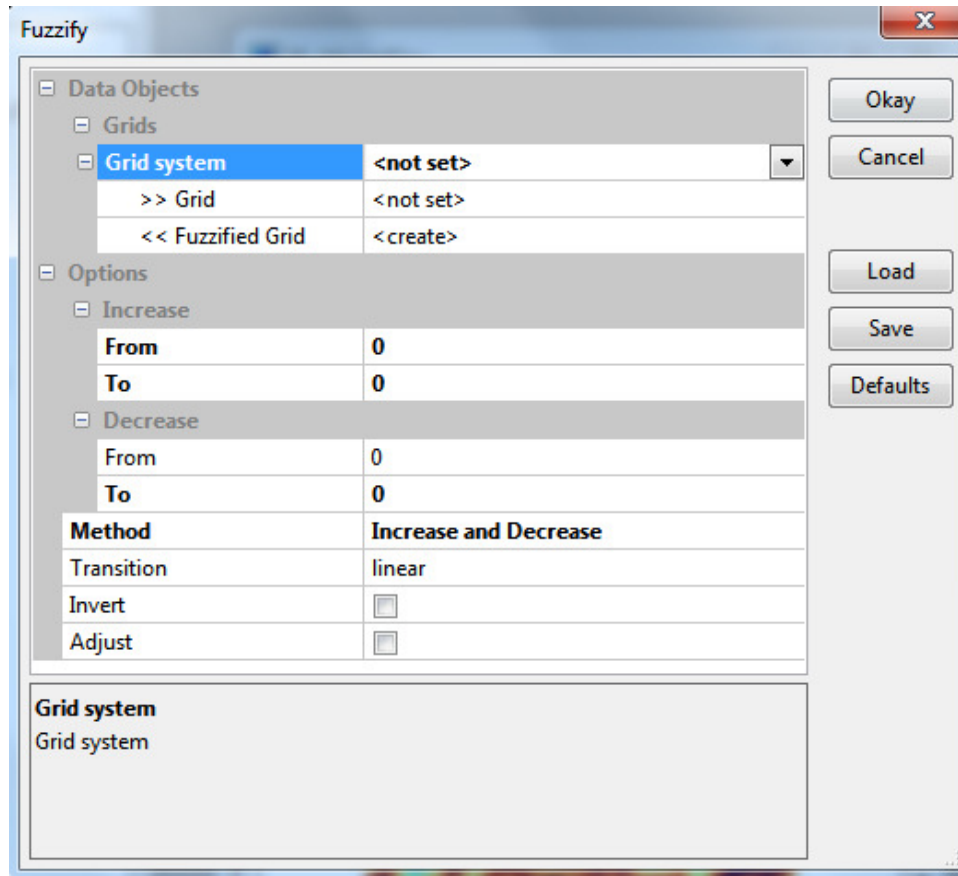 Fuzzify
Data Objects
Grids
Grid system <not set>
>> Grid <not set>
<< Fuzzified Grid <create>
Options
Increase
From 0
To 0
Decrease
From 0
To 0
Method Increase and Decrease
Transition linear
Invert
Adjust
Okay
Cancel
Load
Save
Defaults
Grid system
Grid system